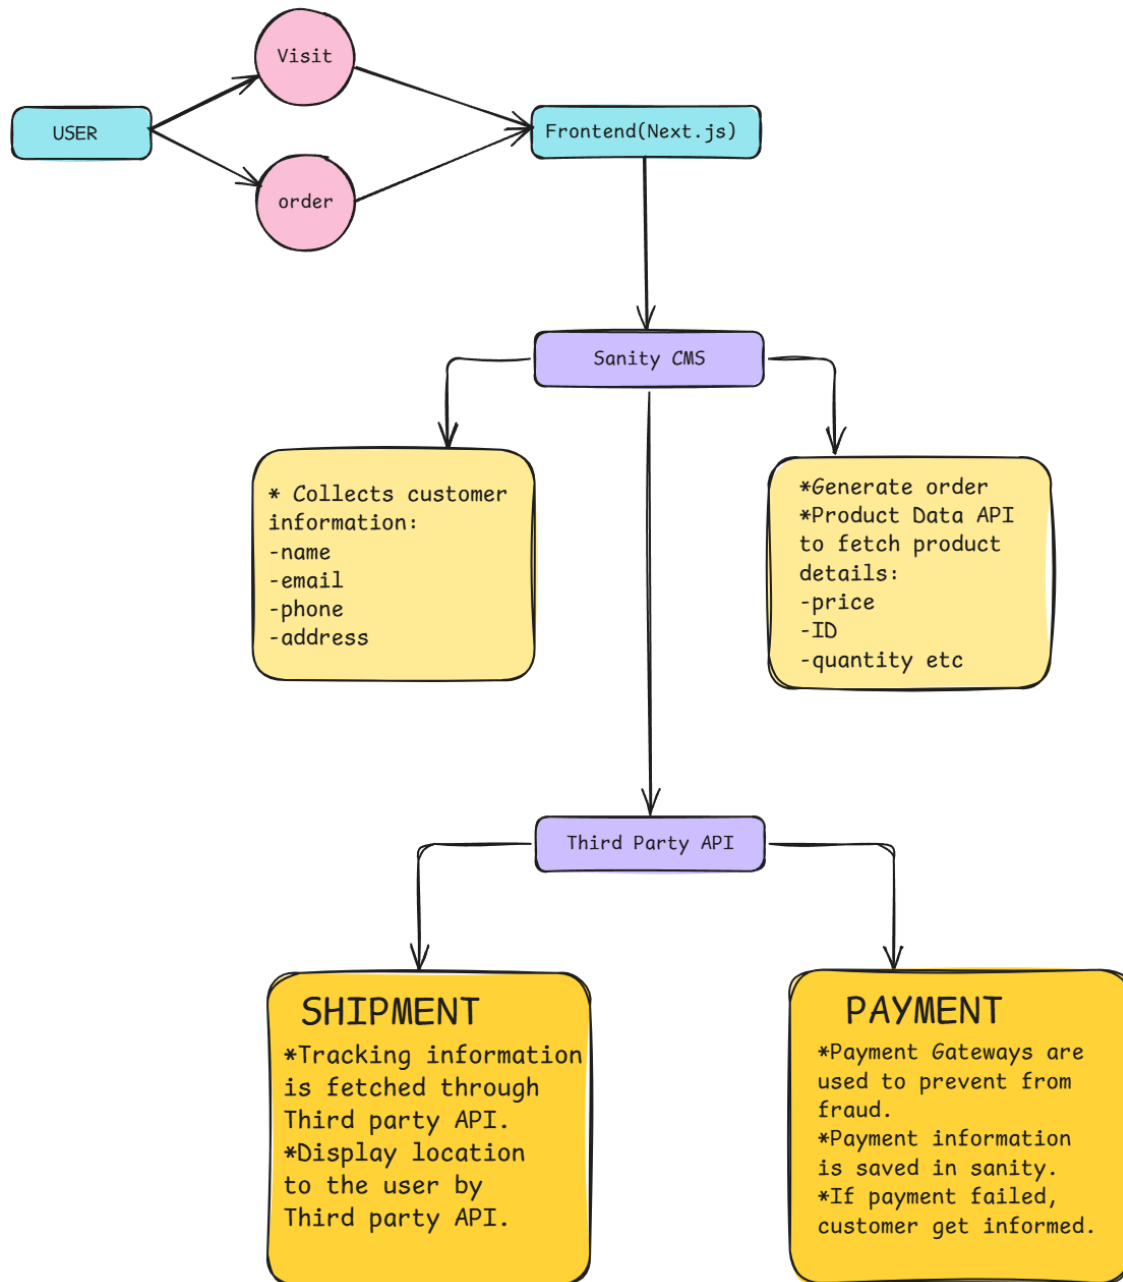 Visit
USER
Frontend(Next.js)
order
Sanity CMS
* Collects customer
information:
-name
-email
-phone
-address
*Generate order
*Product Data API
to fetch product
details:
-price
-ID
-quantity etc
Third Party API
SHIPMENT
*Tracking information
is fetched through
Third party API.
*Display location
to the user by
Third party API.
PAYMENT
*Payment Gateways are
used to prevent from
fraud.
*Payment information
is saved in sanity.
*If payment failed,
customer get informed.